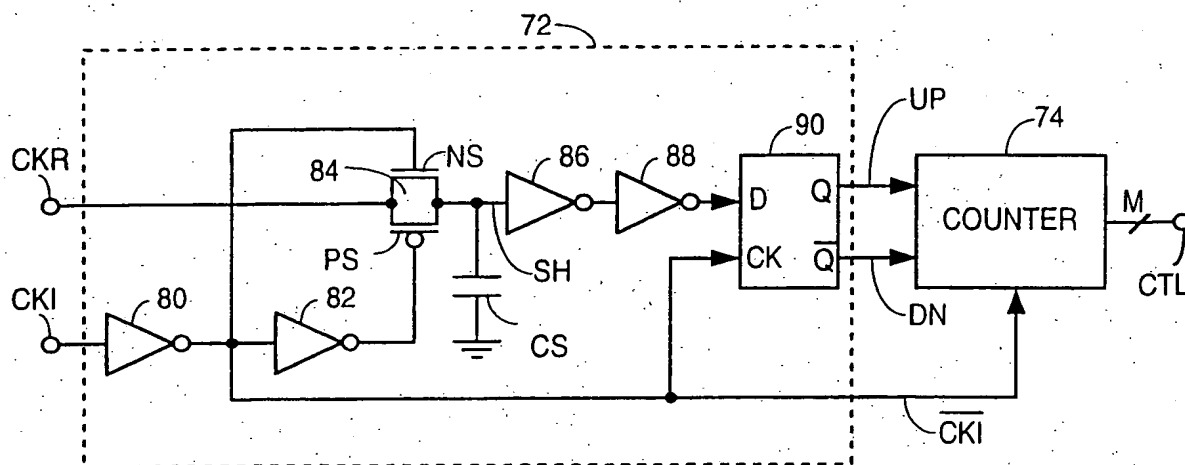 72
UP
90
74
CKR
84
NS
86
88
D
Q
COUNTER
M
PS
SH
CK
Q̅
CKI
80
82
CS
DN
CTL
C̅K̅I̅